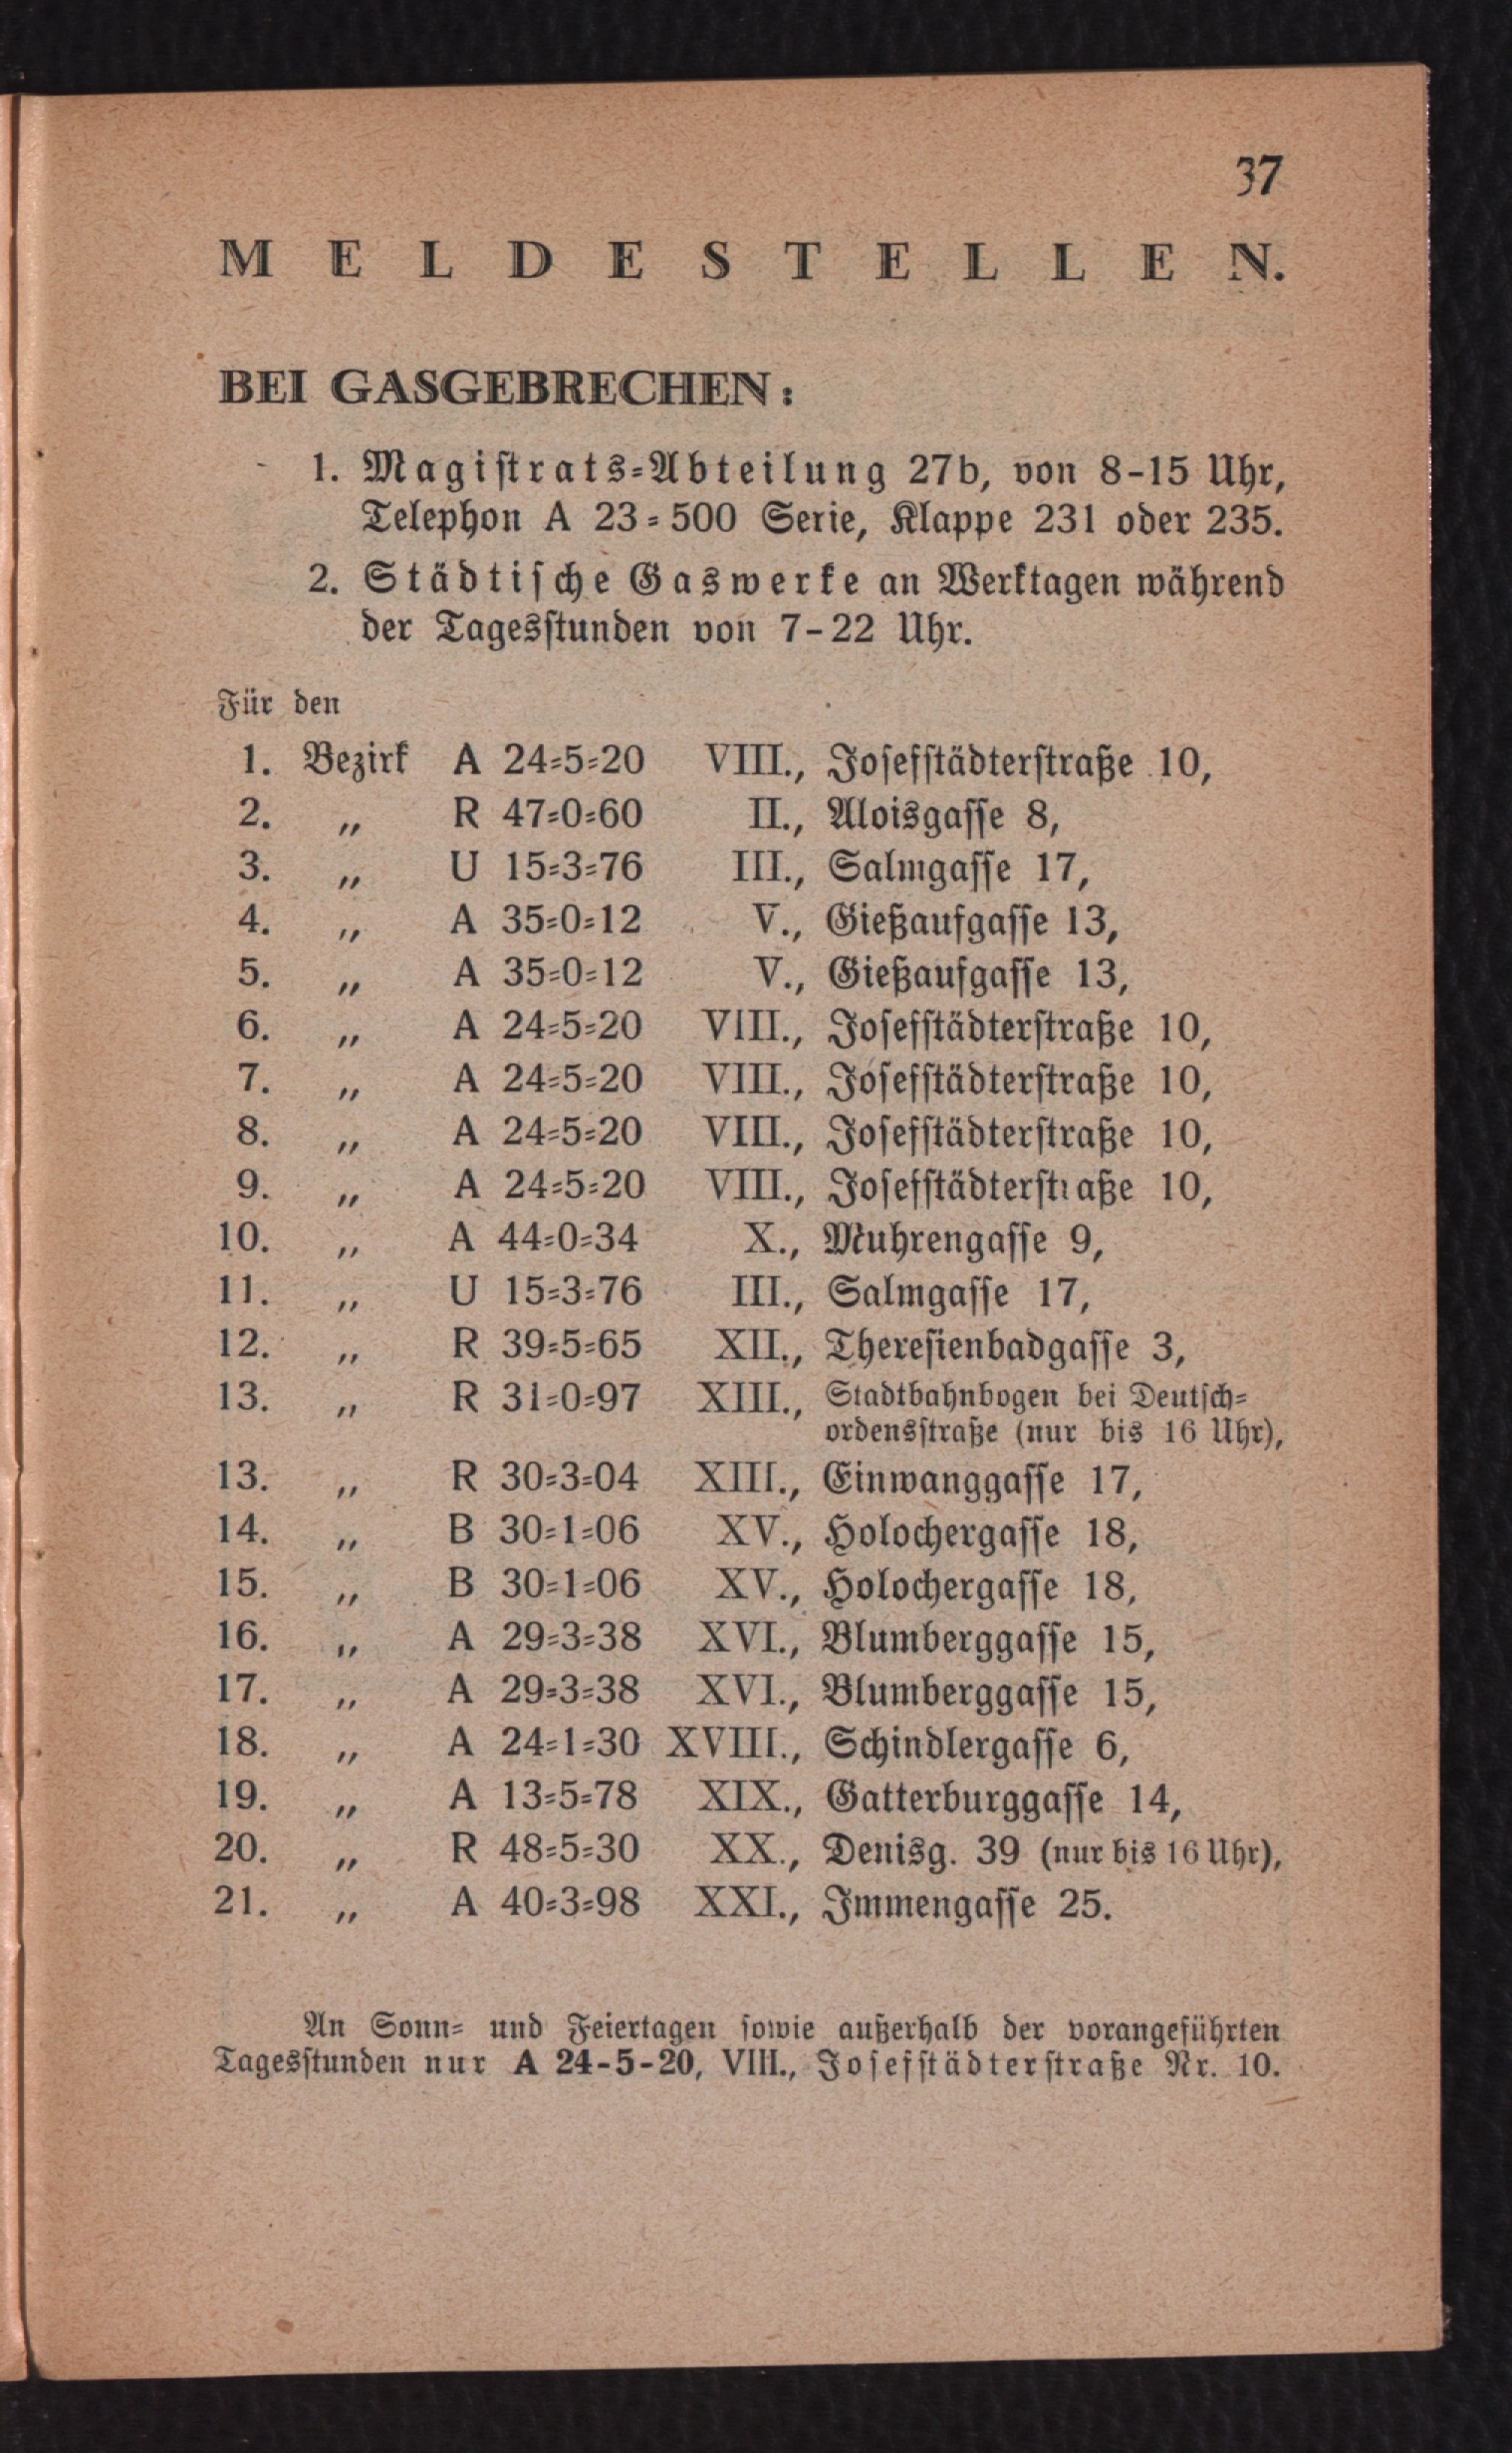 37
MELDESTELLEN.
BEI GASGEBRECHEN:
1. Magistrats-Abteilung 27b, von 8-15 Uhr,
Telephon A 23-500 Serie, Klappe 231 oder 235.
2. Städtische Gaswerke an Werktagen während
der Tagesstunden von 7-22 Uhr.
Für den
1. Bezirk A 24-5-20 VIII., Josefstädterstraße 10,
2. „ R 47-0-60 II., Aloisgasse 8,
3. „ U 15-3-76 III., Salmgasse 17,
4. „ A 35-0-12 V., Gießaufgasse 13,
5. „ A 35-0-12 V., Gießaufgasse 13,
6. „ A 24-5-20 VIII., Josefstädterstraße 10,
7. „ A 24-5-20 VIII., Josefstädterstraße 10,
8. „ A 24-5-20 VIII., Josefstädterstraße 10,
9. „ A 24-5-20 VIII., Josefstädterstraße 10,
10. „ A 44-0-34 X., Muhrengasse 9,
11. „ U 15-3-76 III., Salmgasse 17,
12. „ R 39-5-65 XII., Theresienbadgasse 3,
13. „ R 31-0-97 XIII., Stadtbahnbogen bei Deutsch-
ordensstraße (nur bis 16 Uhr),
13. „ R 30-3-04 XIII., Einwanggasse 17,
14. „ B 30-1-06 XV., Holochergasse 18,
15. „ B 30-1-06 XV., Holochergasse 18,
16. „ A 29-3-38 XVI., Blumberggasse 15,
17. „ A 29-3-38 XVI., Blumberggasse 15,
18. „ A 24-1-30 XVIII., Schindlergasse 6,
19. „ A 13-5-78 XIX., Gatterburggasse 14,
20. „ R 48-5-30 XX., Denisg. 39 (nur bis 16 Uhr),
21. „ A 40-3-98 XXI., Immengasse 25.
An Sonn- und Feiertagen sowie außerhalb der vorangeführten
Tagesstunden nur A 24-5-20, VIII., Josefstädterstraße Nr. 10.